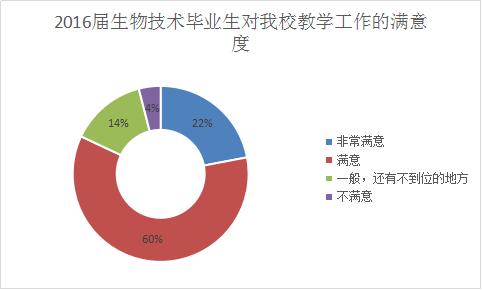 2016届生物技术毕业生对我校教学工作的满意
度
4%
14%
22%
60%
非常满意
满意
一般，还有不到位的地方
不满意